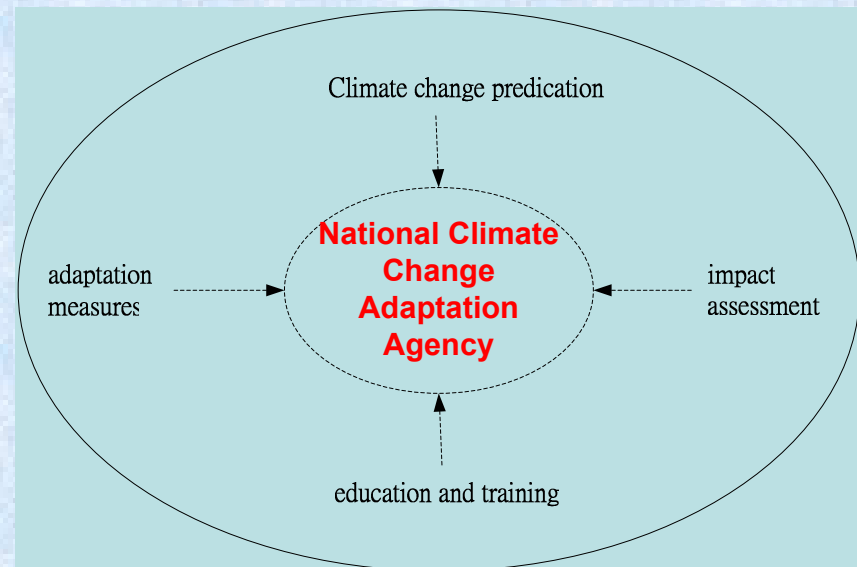 Climate change predication
National Climate
Change
Adaptation
Agency
adaptation
measures
impact
assessment
education and training